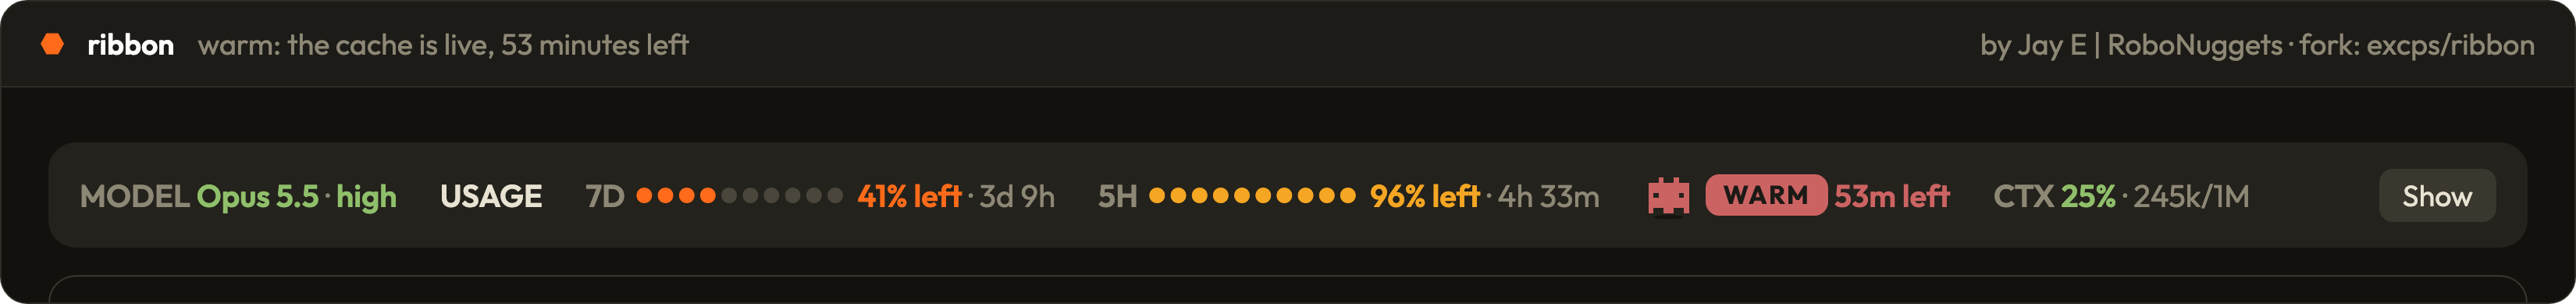 ribbon warm: the cache is live, 53 minutes left
by Jay E | RoboNuggets · fork: excps/ribbon
MODEL Opus 5.5 · high USAGE 7D 41% left · 3d 9h 5H 96% left · 4h 33m WARM 53m left CTX 25% · 245k/1M Show